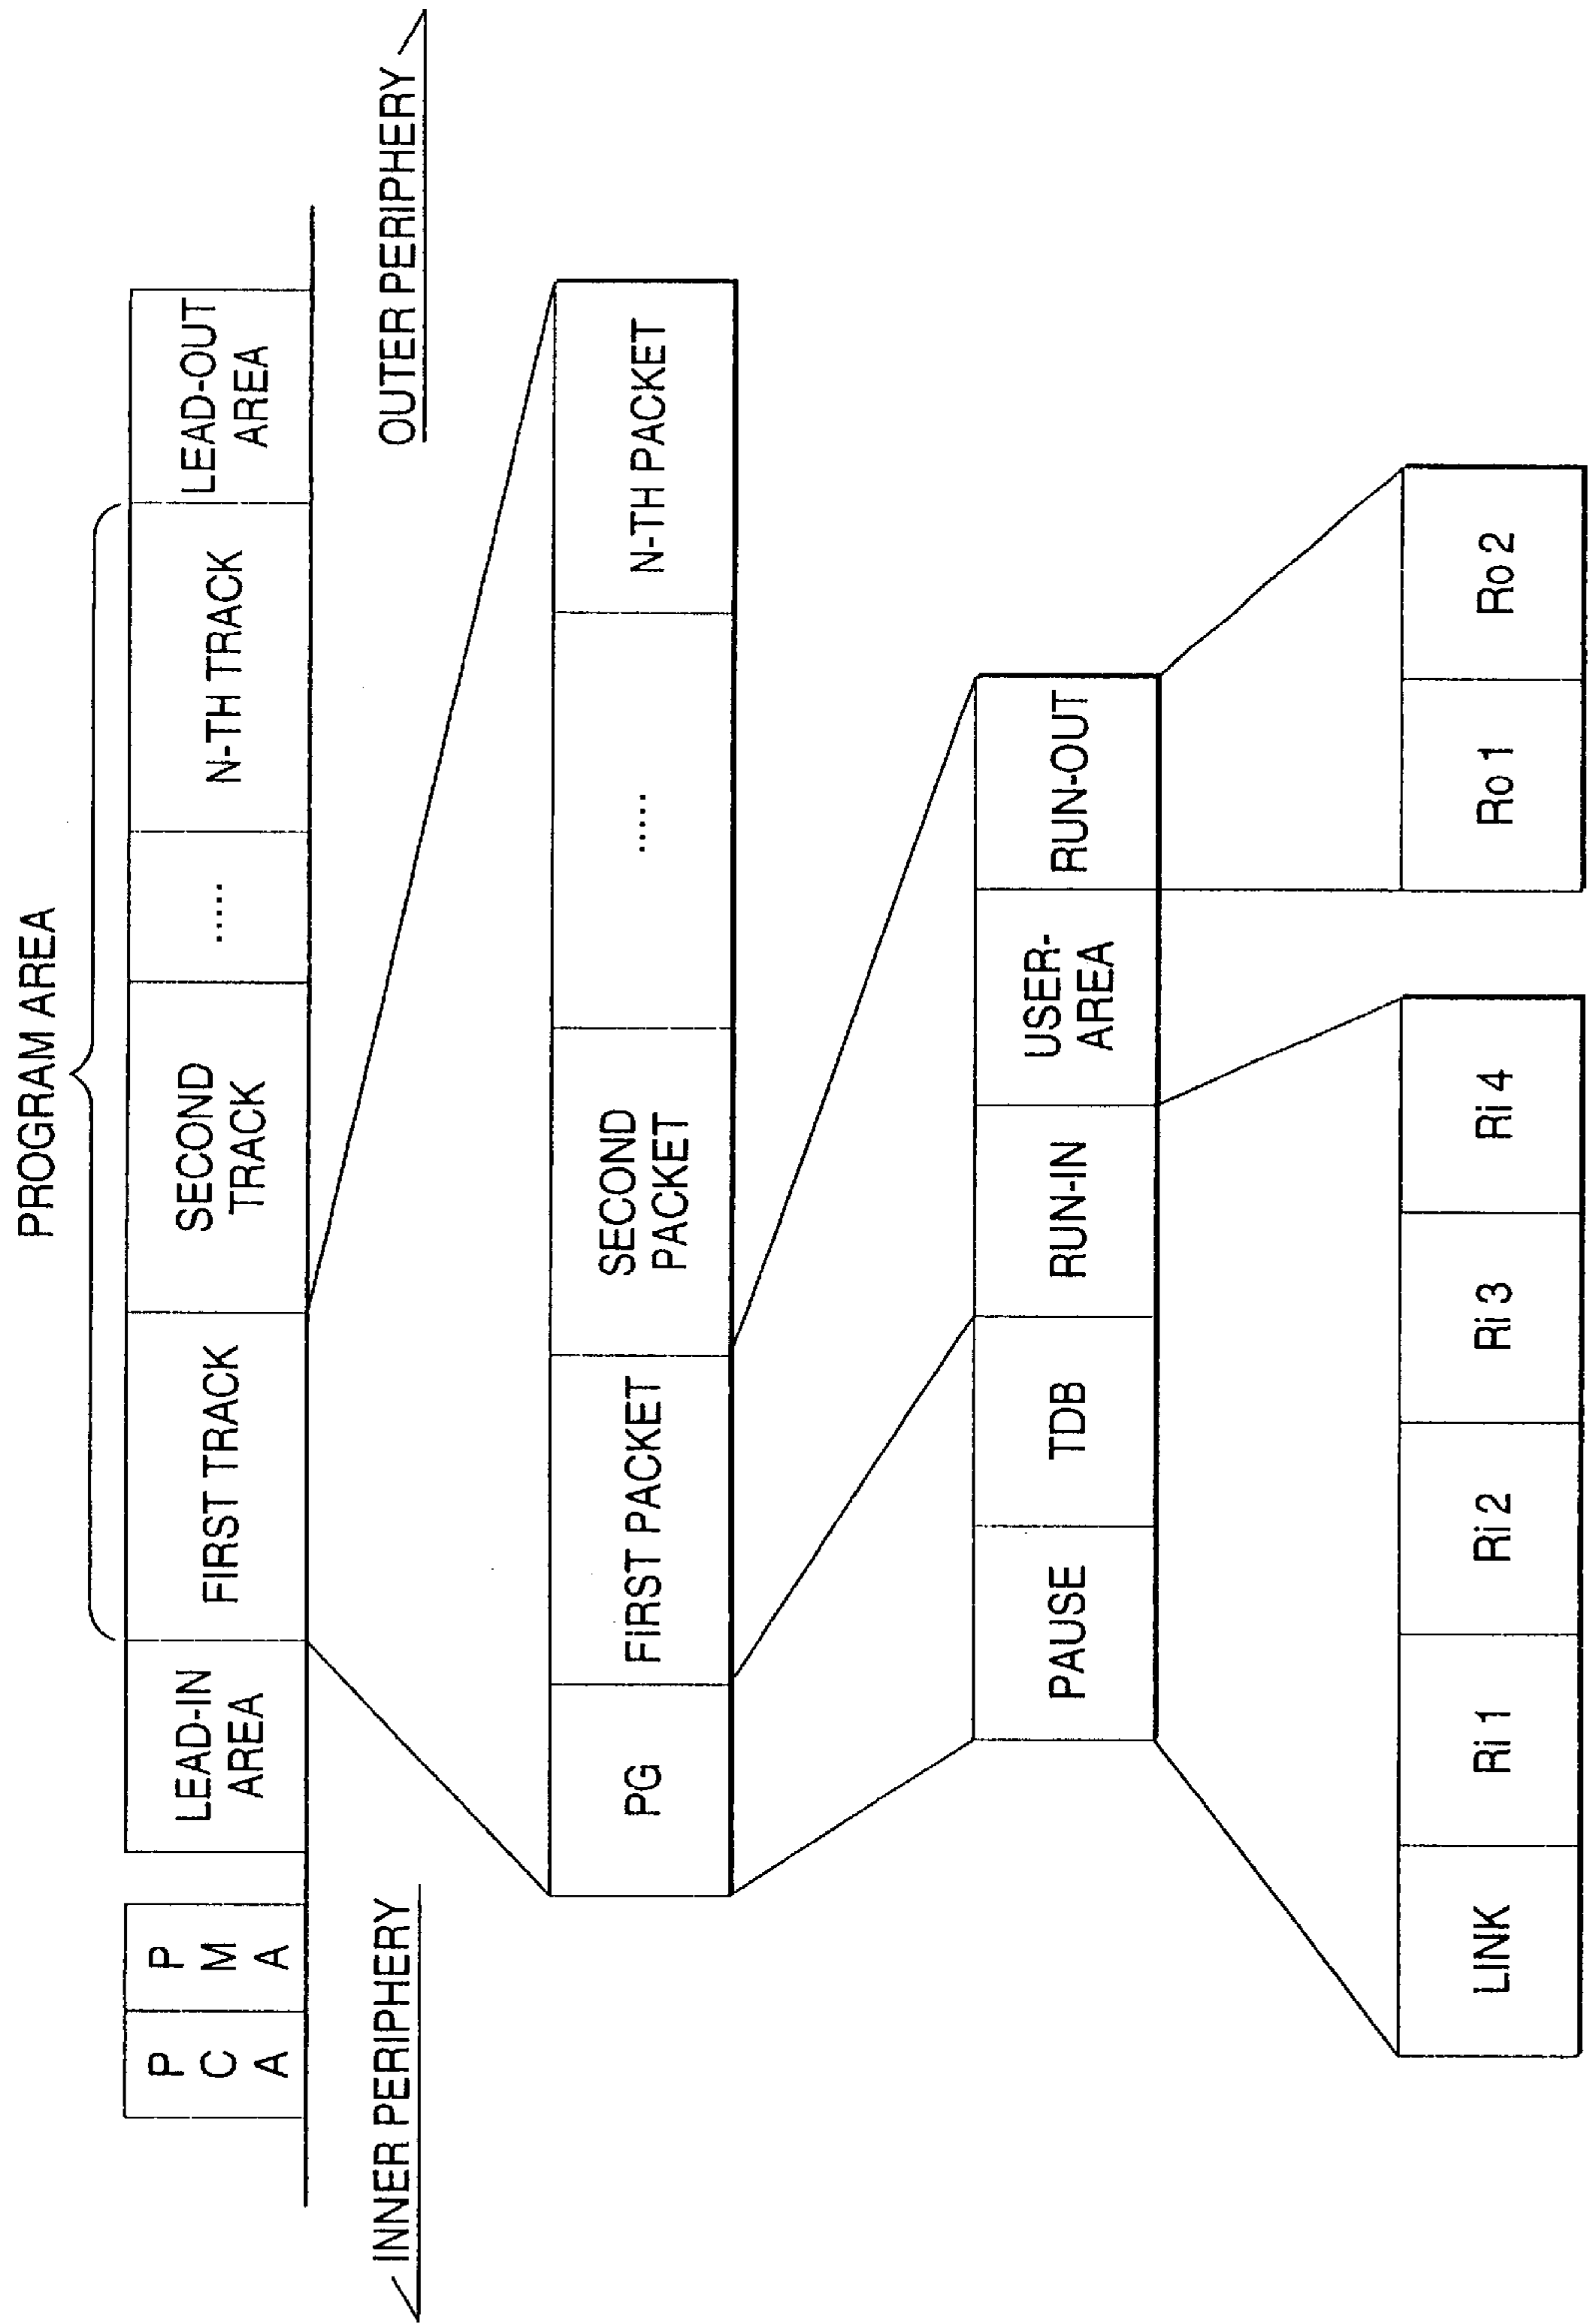 PROGRAM AREA
P C A
P M A
LEAD-IN
AREA
FIRST TRACK
SECOND
TRACK
.....
N-TH TRACK
LEAD-OUT
AREA
INNER PERIPHERY
OUTER PERIPHERY
PG
FIRST PACKET
SECOND
PACKET
.....
N-TH PACKET
PAUSE
TDB
RUN-IN
USER-
AREA
RUN-OUT
LINK
Ri 1
Ri 2
Ri 3
Ri 4
Ro 1
Ro 2